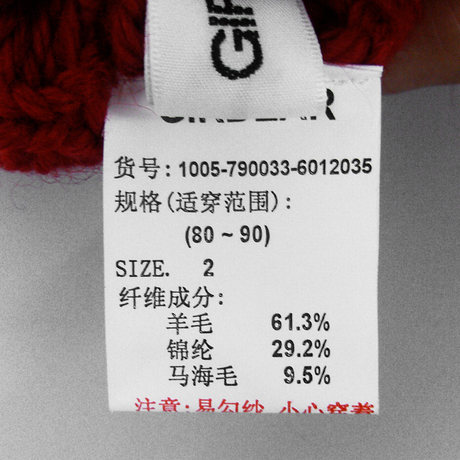 货号: 1005-790033-6012035
规格(适穿范围):
(80 ~ 90)
SIZE. 2
纤维成分:
羊毛 61.3%
锦纶 29.2%
马海毛 9.5%
注意:易勾纱 小心穿着